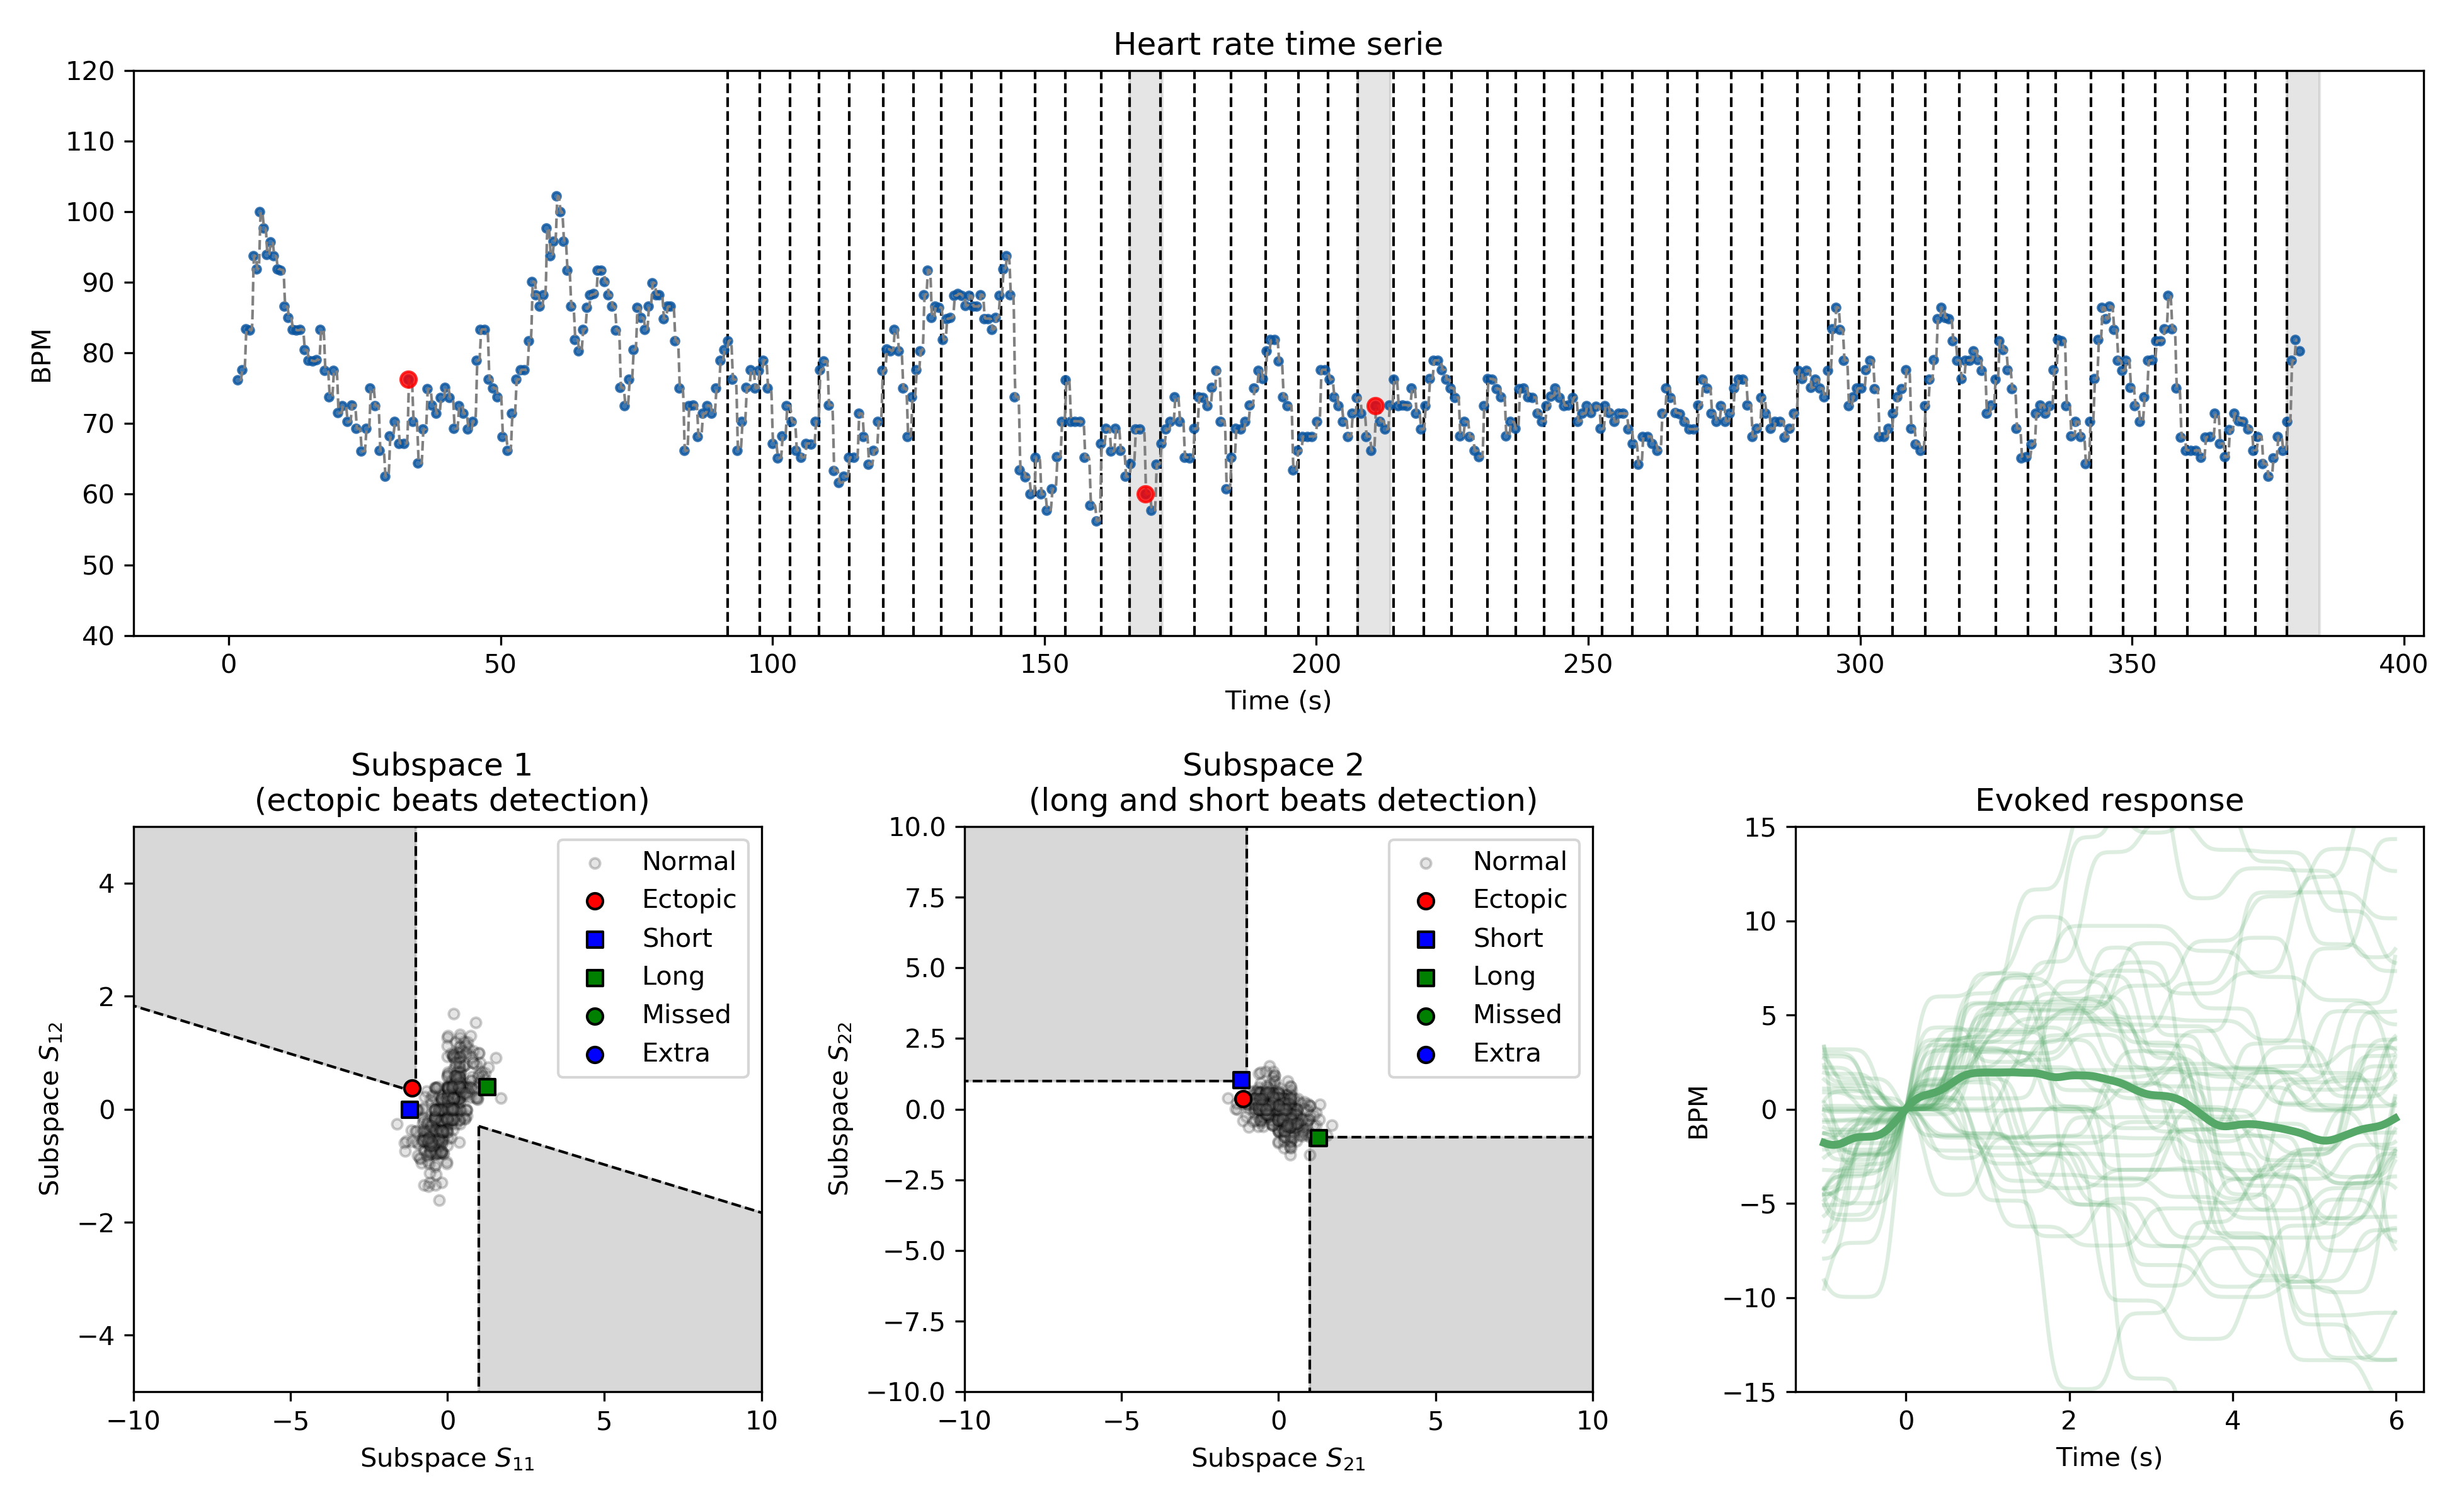 Heart rate time serie
120
110
100
90
80
70
60
50
40
BPM
0 50 100 150 200 250 300 350 400
Time (s)
Subspace 1
(ectopic beats detection)
4
2
0
−2
−4
Subspace S12
−10 −5 0 5 10
Subspace S11
Normal
Ectopic
Short
Long
Missed
Extra
Subspace 2
(long and short beats detection)
10.0
7.5
5.0
2.5
0.0
−2.5
−5.0
−7.5
−10.0
Subspace S22
−10 −5 0 5 10
Subspace S21
Normal
Ectopic
Short
Long
Missed
Extra
Evoked response
15
10
5
0
−5
−10
−15
BPM
0 2 4 6
Time (s)